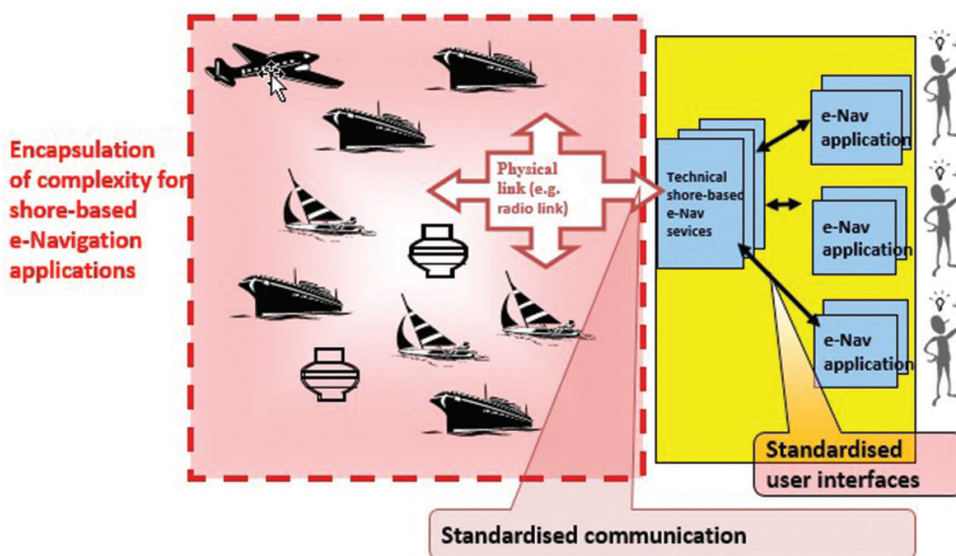 Encapsulation
of complexity for
shore-based
e-Navigation
applications
Physical
link (e.g.
radio link)
Technical
shore-based
e-Nav
sevices
e-Nav
application
e-Nav
application
e-Nav
application
Standardised
user interfaces
Standardised communication